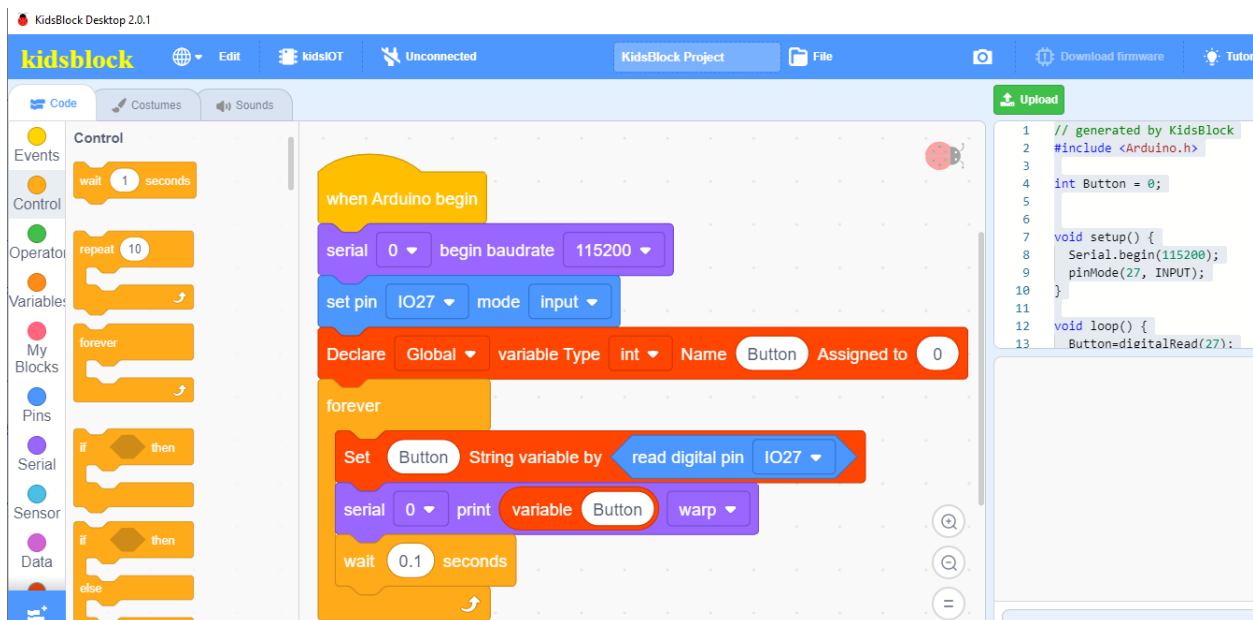 KidsBlock Desktop 2.0.1
kidsblock Edit kidsIOT Unconnected KidsBlock Project File Download firmware
Code Costumes Sounds
Upload
Events
Control
Operator
Variables
My
Blocks
Pins
Serial
Sensor
Data
Control
wait 1 seconds
repeat 10
forever
if then
if then
else
when Arduino begin
serial 0 begin baudrate 115200
set pin IO27 mode input
Declare Global variable Type int Name Button Assigned to 0
forever
Set Button String variable by read digital pin IO27
serial 0 print variable Button warp
wait 0.1 seconds
1 // generated by KidsBlock
2 #include <Arduino.h>
3
4 int Button = 0;
5
6
7 void setup() {
8 Serial.begin(115200);
9 pinMode(27, INPUT);
10 }
11
12 void loop() {
13 Button=digitalRead(27);